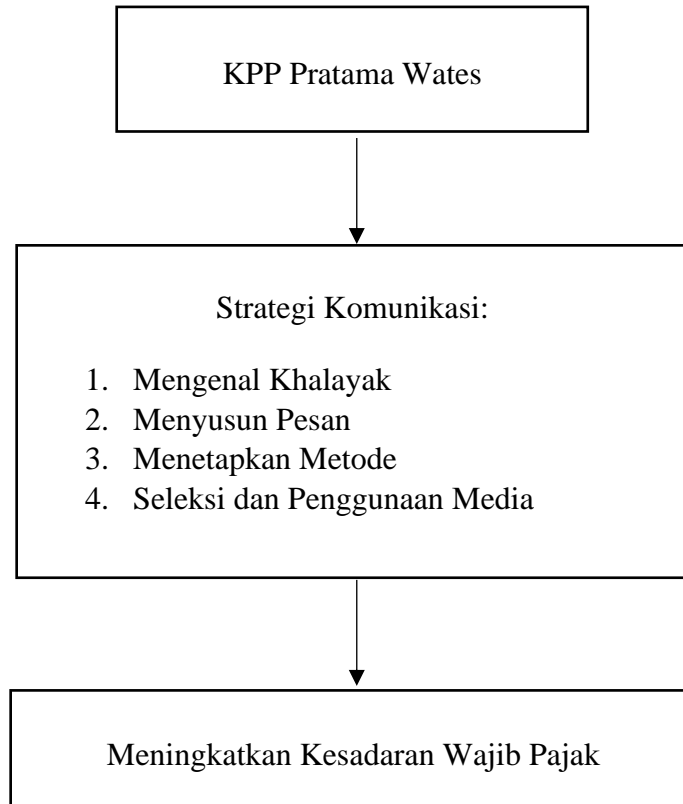 KPP Pratama Wates
Strategi Komunikasi:
1. Mengenal Khalayak
2. Menyusun Pesan
3. Menetapkan Metode
4. Seleksi dan Penggunaan Media
Meningkatkan Kesadaran Wajib Pajak